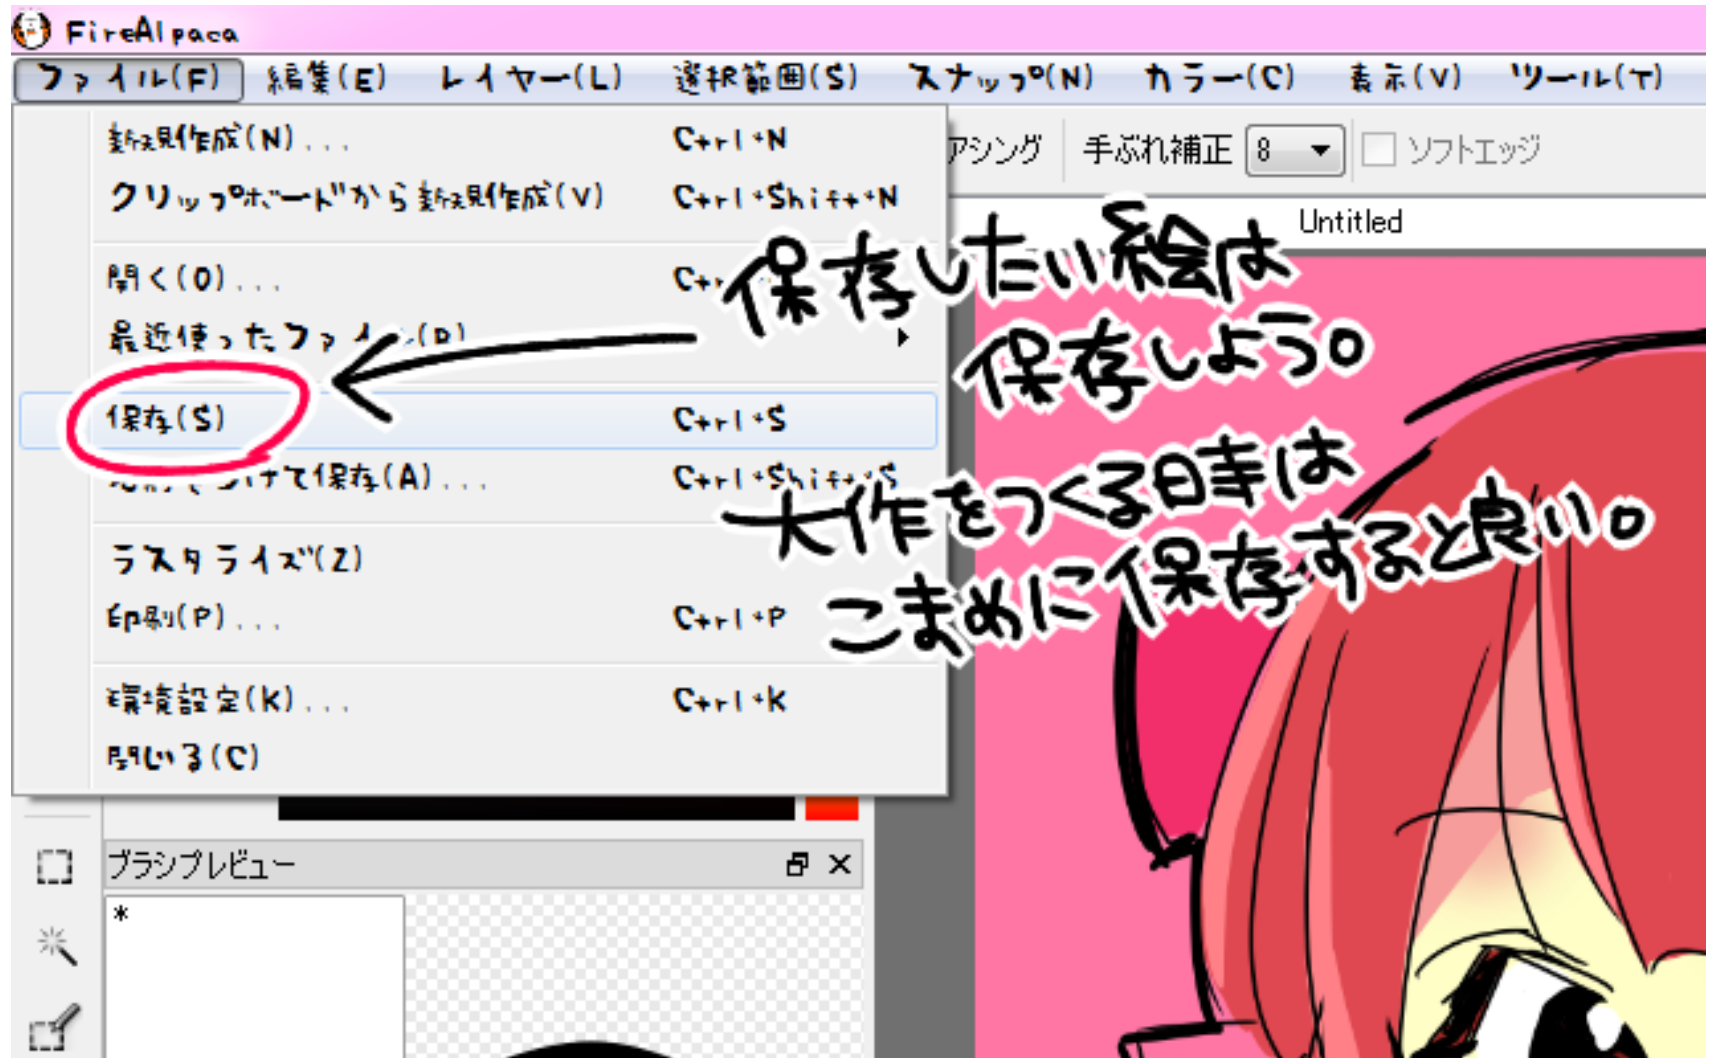 FireAlpaca
ファイル(F) 編集(E) レイヤー(L) 選択範囲(S) スナップ(N) カラー(C) 表示(V) ツール(T)
新規作成(N)... Ctrl+N
アシング 手ぶれ補正 8 ソフトエッジ
クリップボードから新規作成(V) Ctrl+Shift+N
Untitled
開く(O)...
最近使ったファイル(R)
保存(S) Ctrl+S
けて保存(A)... Ctrl+Shift+S
ラスタライズ(Z)
印刷(P)... Ctrl+P
環境設定(K)... Ctrl+K
閉じる(C)
保存したい絵は
保存しよう。
大作をつくる時は
こまめに保存すると良い。
ブラシプレビュー
*